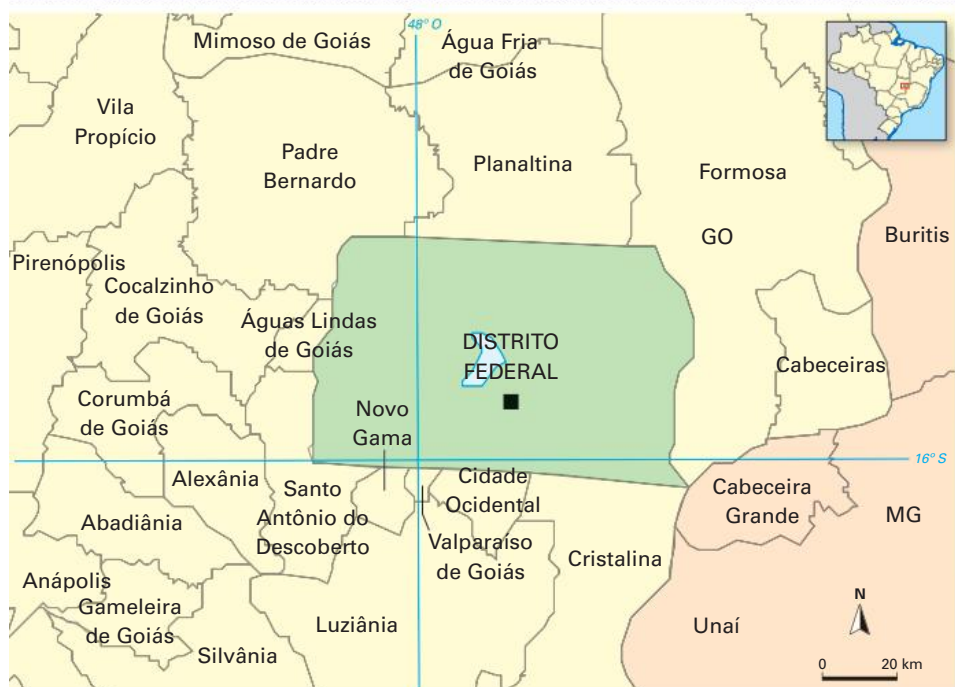 48° O
Mimoso de Goiás
Água Fria
de Goiás
Vila
Propício
Padre
Bernardo
Planaltina
Formosa
GO
Buritis
Pirenópolis
Cocalzinho
de Goiás
Águas Lindas
de Goiás
DISTRITO
FEDERAL
Cabeceiras
Corumbá
de Goiás
Novo
Gama
16° S
Alexânia
Santo
Antônio do
Descoberto
Cidade
Ocidental
Cabeceira
Grande
MG
Abadiânia
Valparaíso
de Goiás
Cristalina
Anápolis
Gameleira
de Goiás
Luziânia
Unaí
N
Silvânia
0 20 km